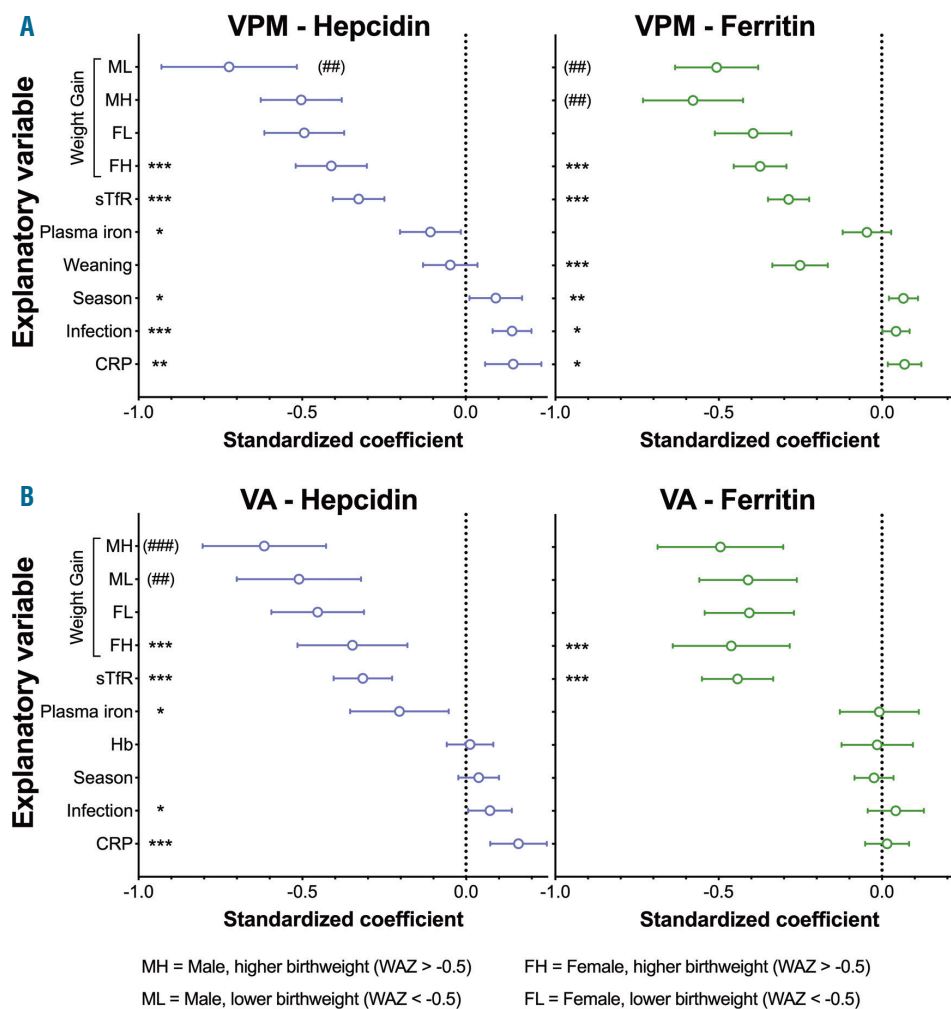 A
VPM - Hepcidin
VPM - Ferritin
Explanatory variable
Weight Gain
ML (##) (##)
MH (##)
FL
FH *** ***
sTfR *** ***
Plasma iron *
Weaning ***
Season * **
Infection *** *
CRP ** *
-1.0 -0.5 0.0 -1.0 -0.5 0.0
Standardized coefficient Standardized coefficient
B
VA - Hepcidin
VA - Ferritin
Explanatory variable
Weight Gain
MH (###)
ML (##)
FL
FH *** ***
sTfR *** ***
Plasma iron *
Hb
Season
Infection *
CRP ***
-1.0 -0.5 0.0 -1.0 -0.5 0.0
Standardized coefficient Standardized coefficient
MH = Male, higher birthweight (WAZ > -0.5) FH = Female, higher birthweight (WAZ > -0.5)
ML = Male, lower birthweight (WAZ < -0.5) FL = Female, lower birthweight (WAZ < -0.5)